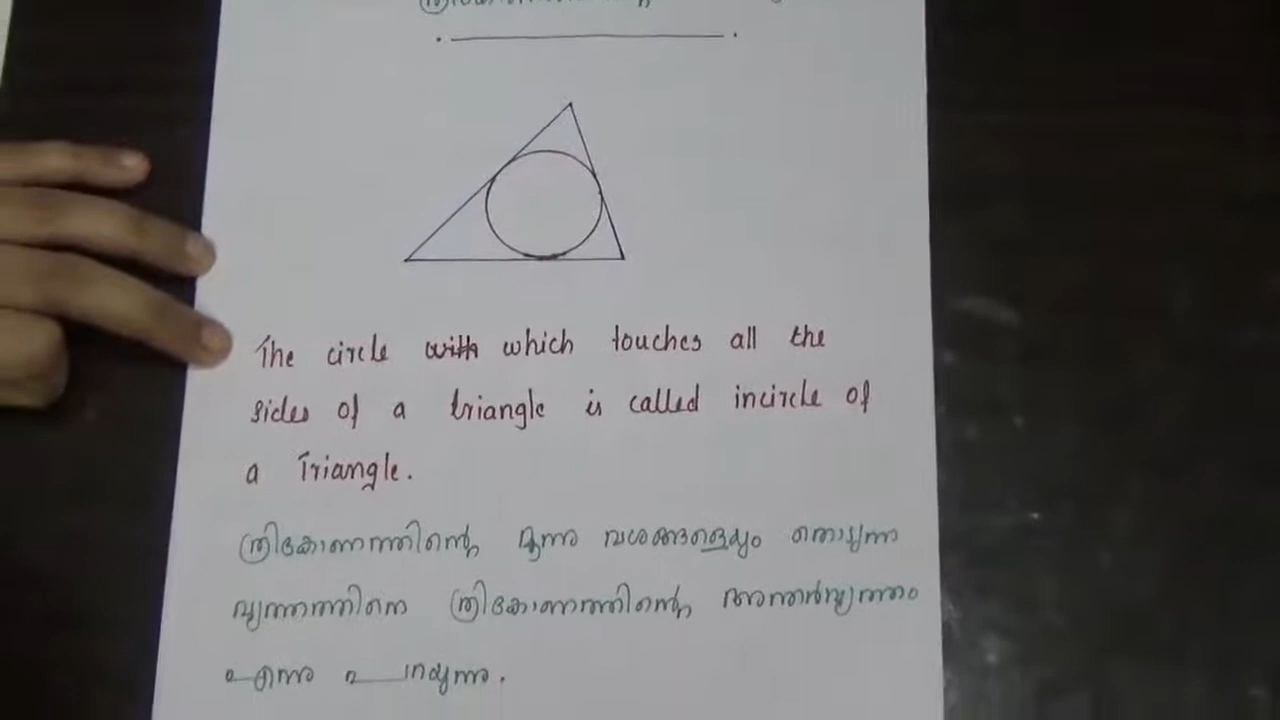 The circle with which touches all the
sides of a triangle is called incircle of
a Triangle.
ത്രികോണത്തിന്റെ മൂന്നു വശങ്ങളെയും തൊടുന്ന
വൃത്തത്തിനെ ത്രികോണത്തിന്റെ അന്തർവൃത്തം
എന്നു പറയുന്നു.